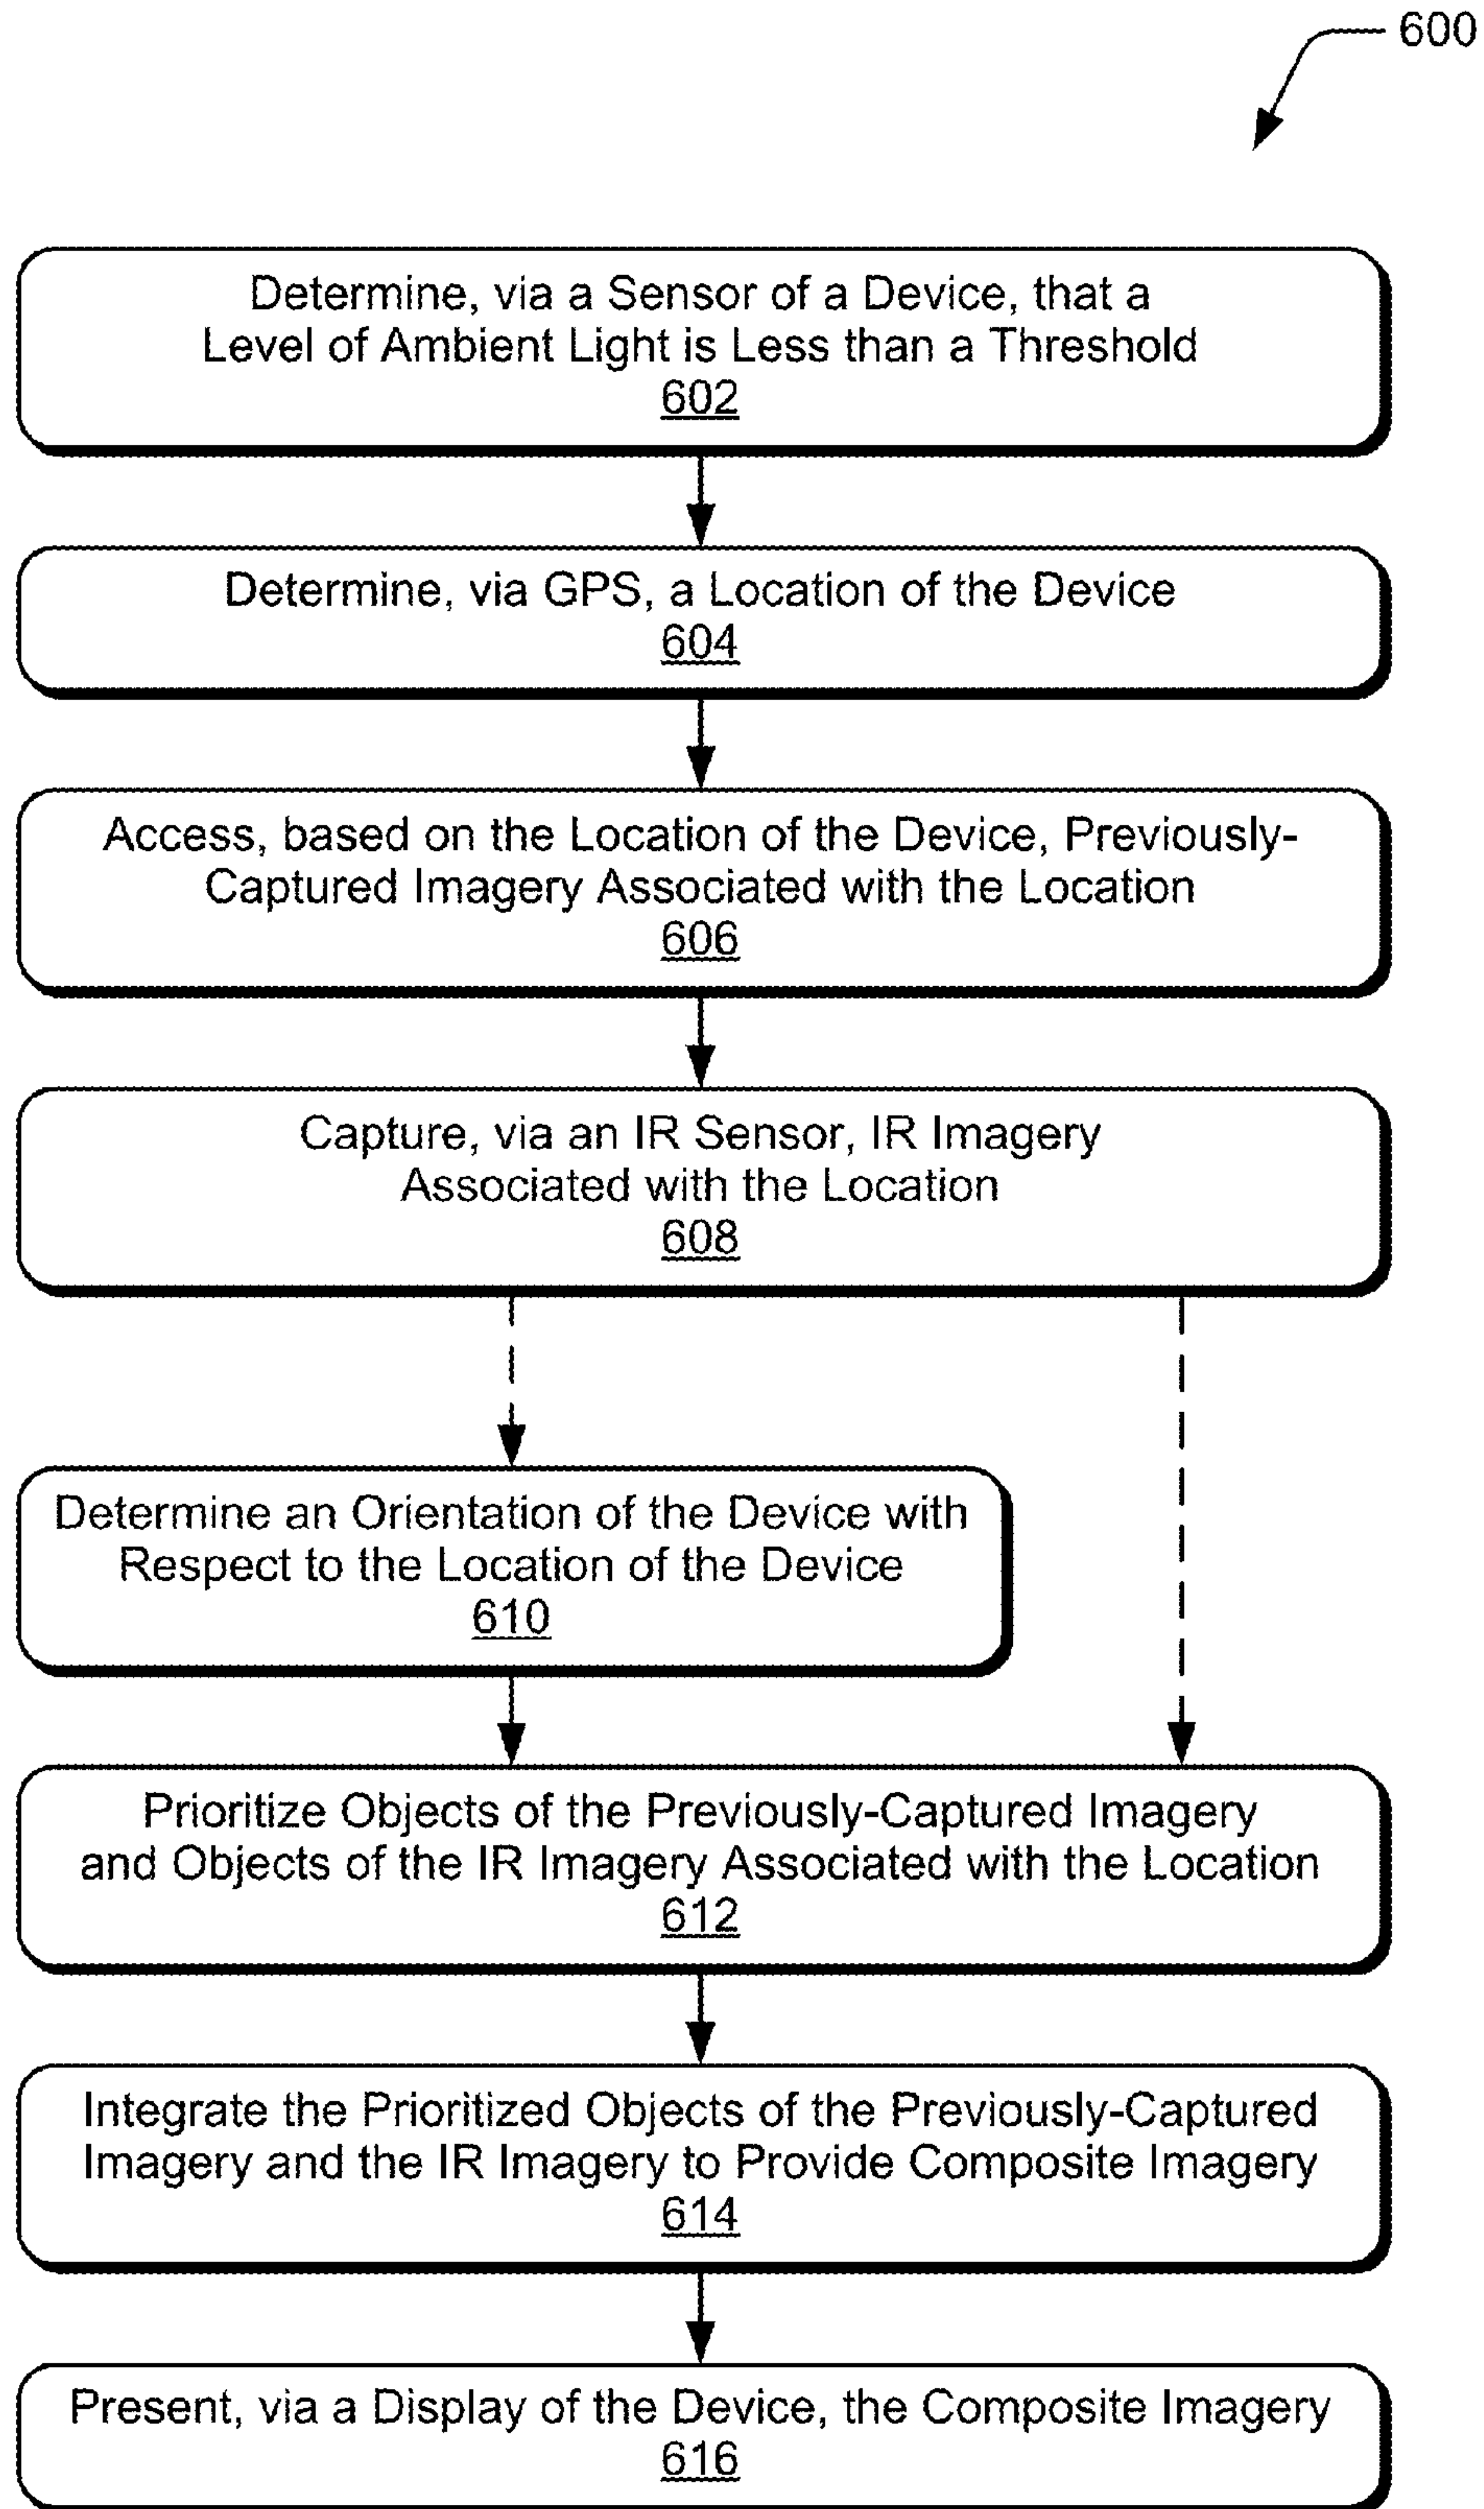 600
Determine, via a Sensor of a Device, that a
Level of Ambient Light is Less than a Threshold
602
Determine, via GPS, a Location of the Device
604
Access, based on the Location of the Device, Previously-
Captured Imagery Associated with the Location
606
Capture, via an IR Sensor, IR Imagery
Associated with the Location
608
Determine an Orientation of the Device with
Respect to the Location of the Device
610
Prioritize Objects of the Previously-Captured Imagery
and Objects of the IR Imagery Associated with the Location
612
Integrate the Prioritized Objects of the Previously-Captured
Imagery and the IR Imagery to Provide Composite Imagery
614
Present, via a Display of the Device, the Composite Imagery
616